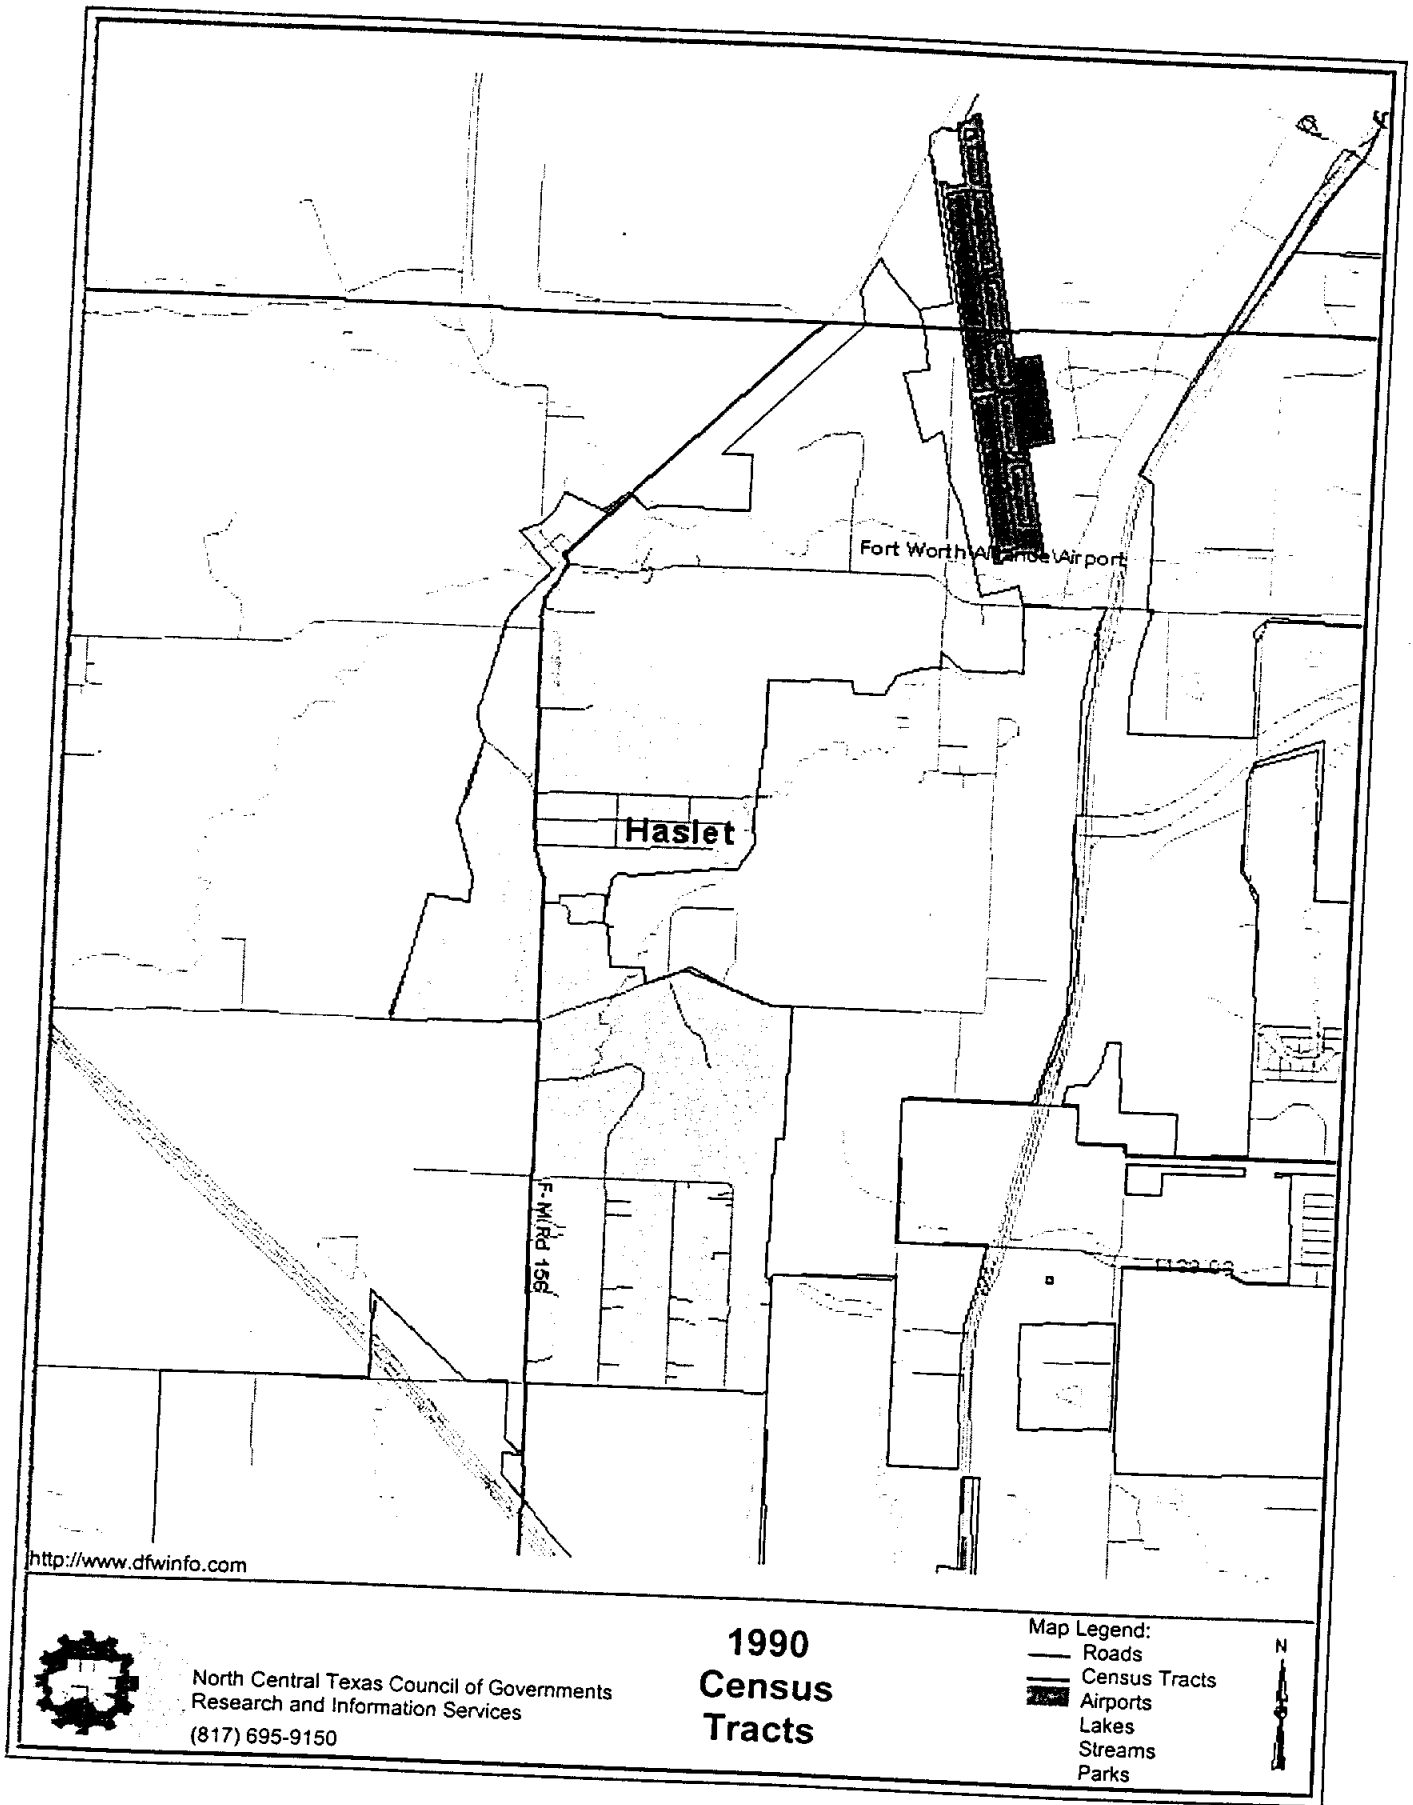 Fort Worth Airport
Haslet
F-M Rd 156
http://www.dfwinfo.com
North Central Texas Council of Governments
Research and Information Services
(817) 695-9150
1990
Census
Tracts
Map Legend:
Roads
Census Tracts
Airports
Lakes
Streams
Parks
N